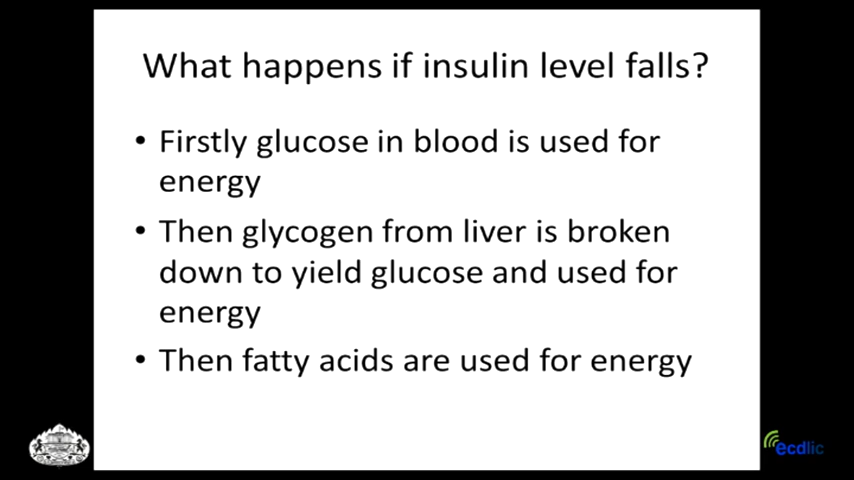 What happens if insulin level falls?
• Firstly glucose in blood is used for
energy
• Then glycogen from liver is broken
down to yield glucose and used for
energy
• Then fatty acids are used for energy
ecdlic